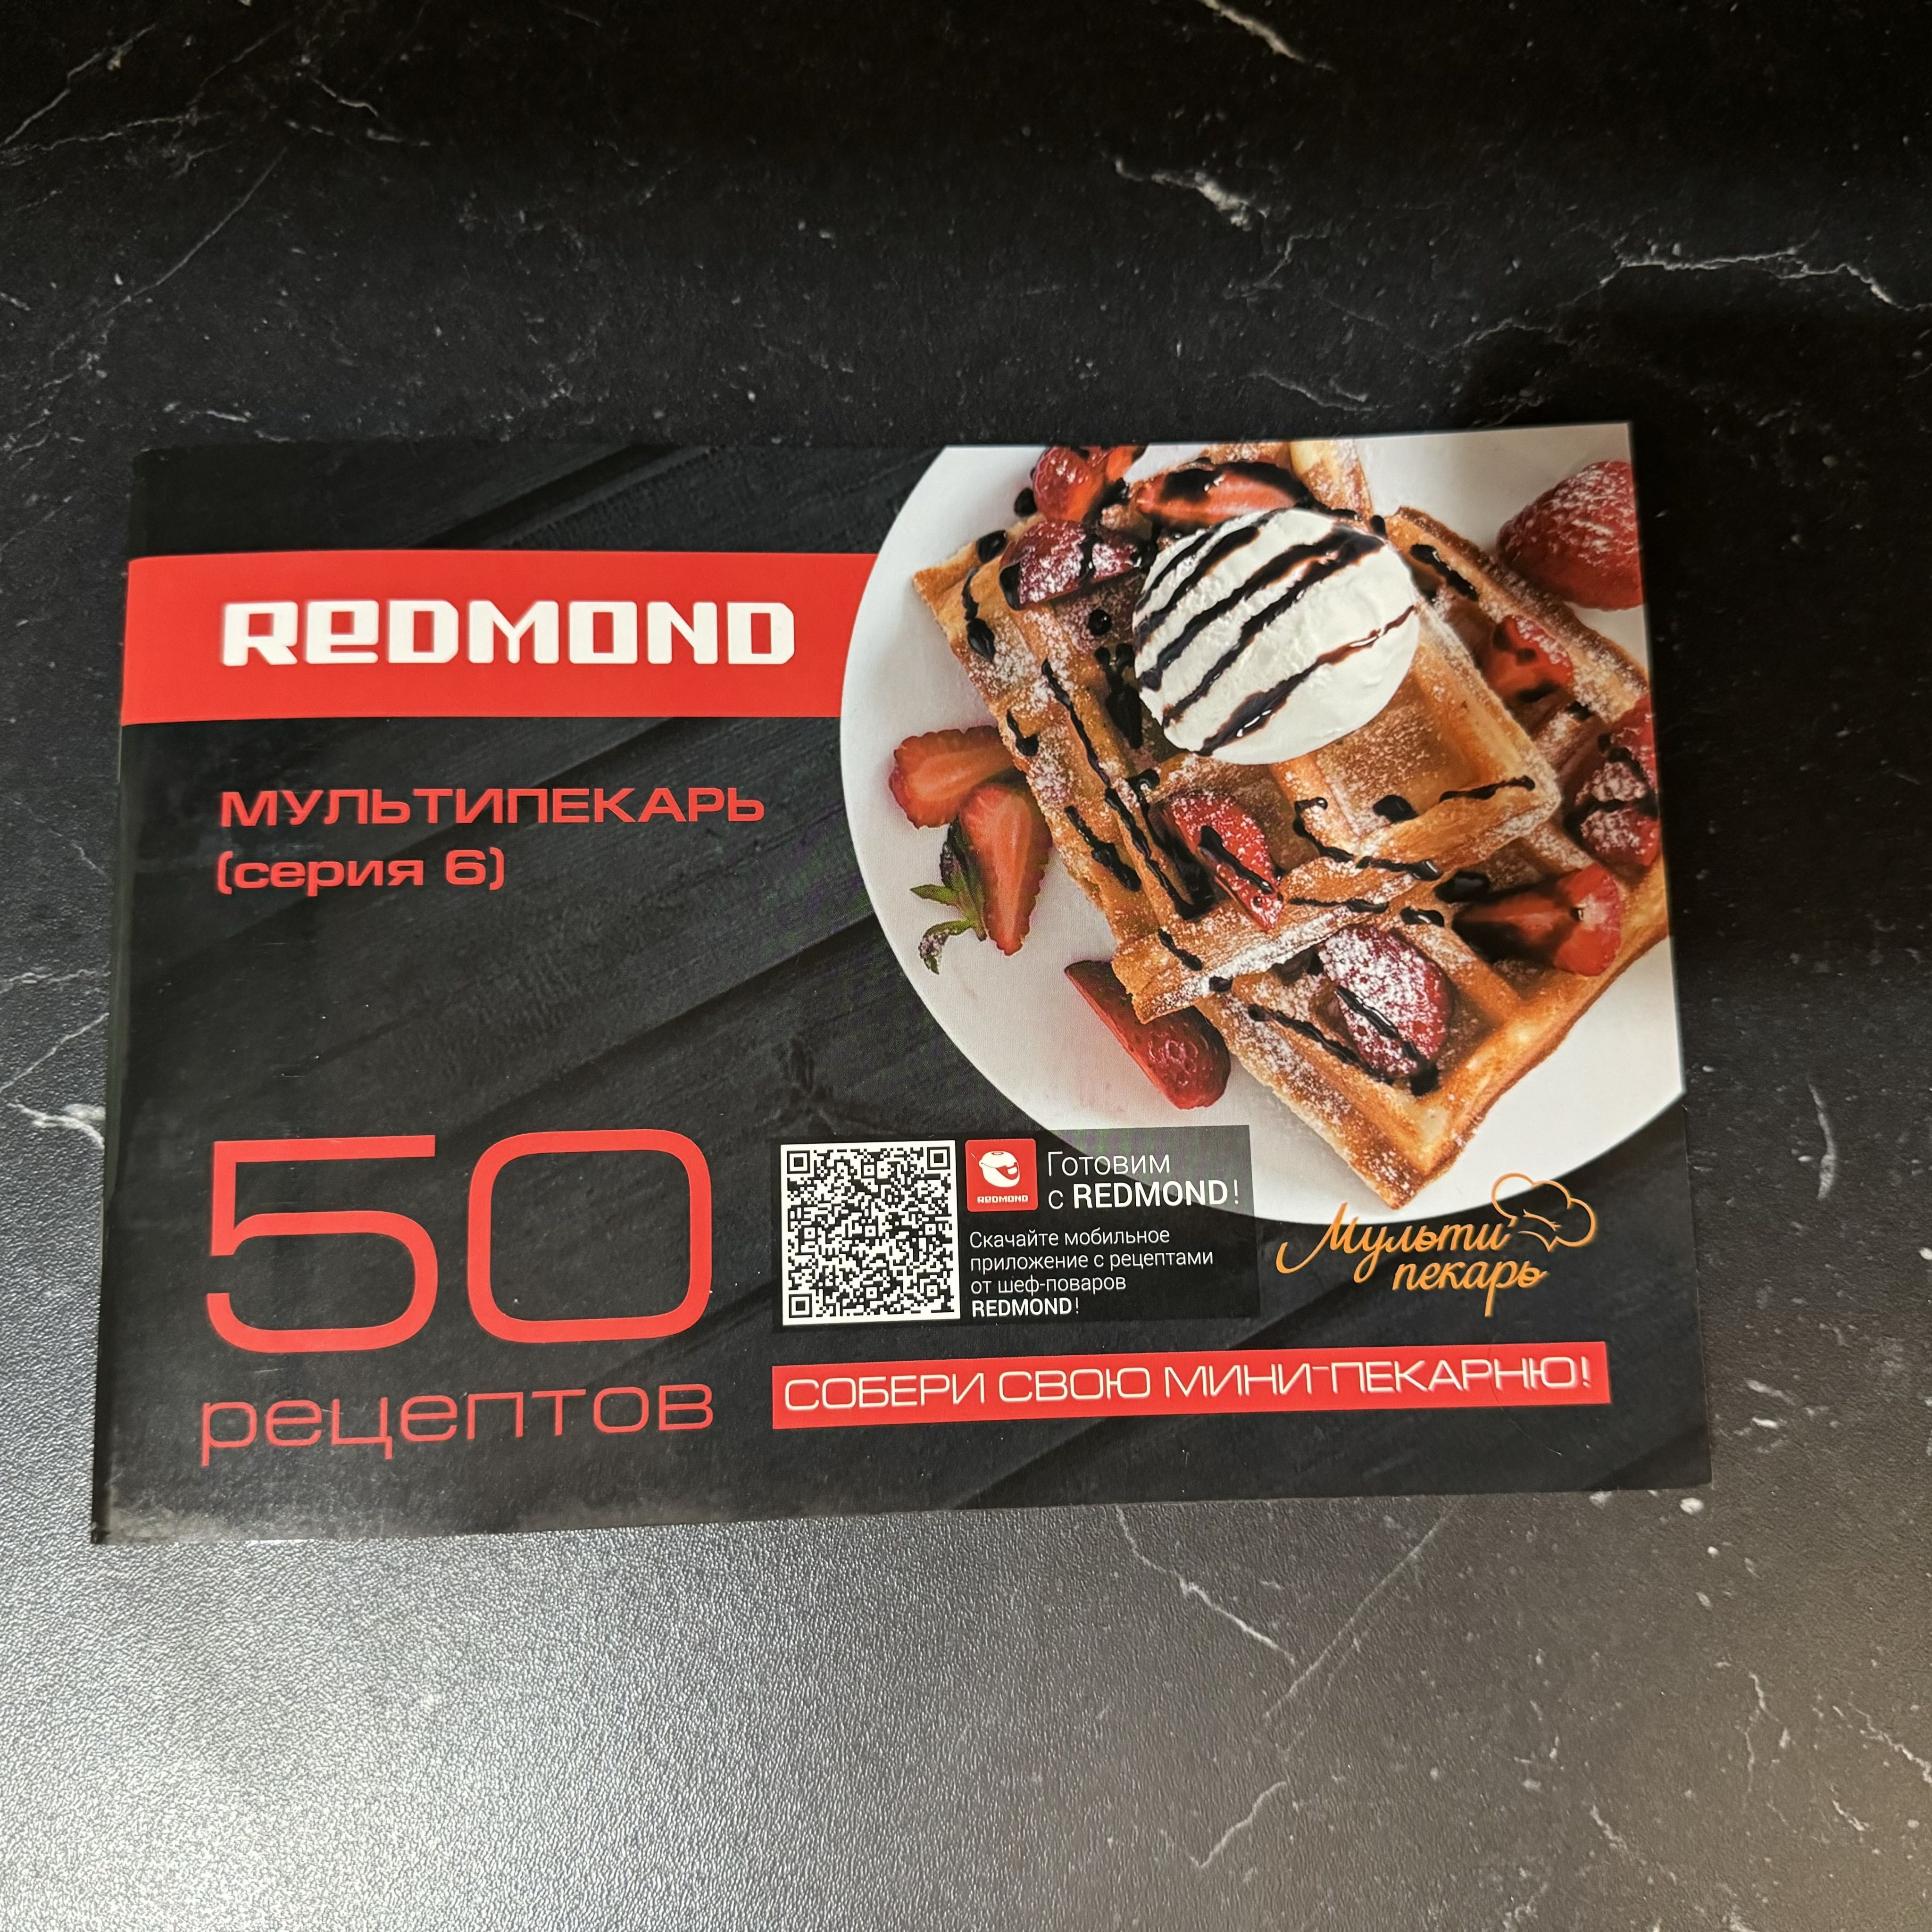 REDMOND
МУЛЬТИПЕКАРЬ
(серия 6)
50
рецептов
REDMOND
Готовим
с REDMOND!
Скачайте мобильное
приложение с рецептами
от шеф-поваров
REDMOND!
Мульти
пекарь
СОБЕРИ СВОЮ МИНИ-ПЕКАРНЮ!